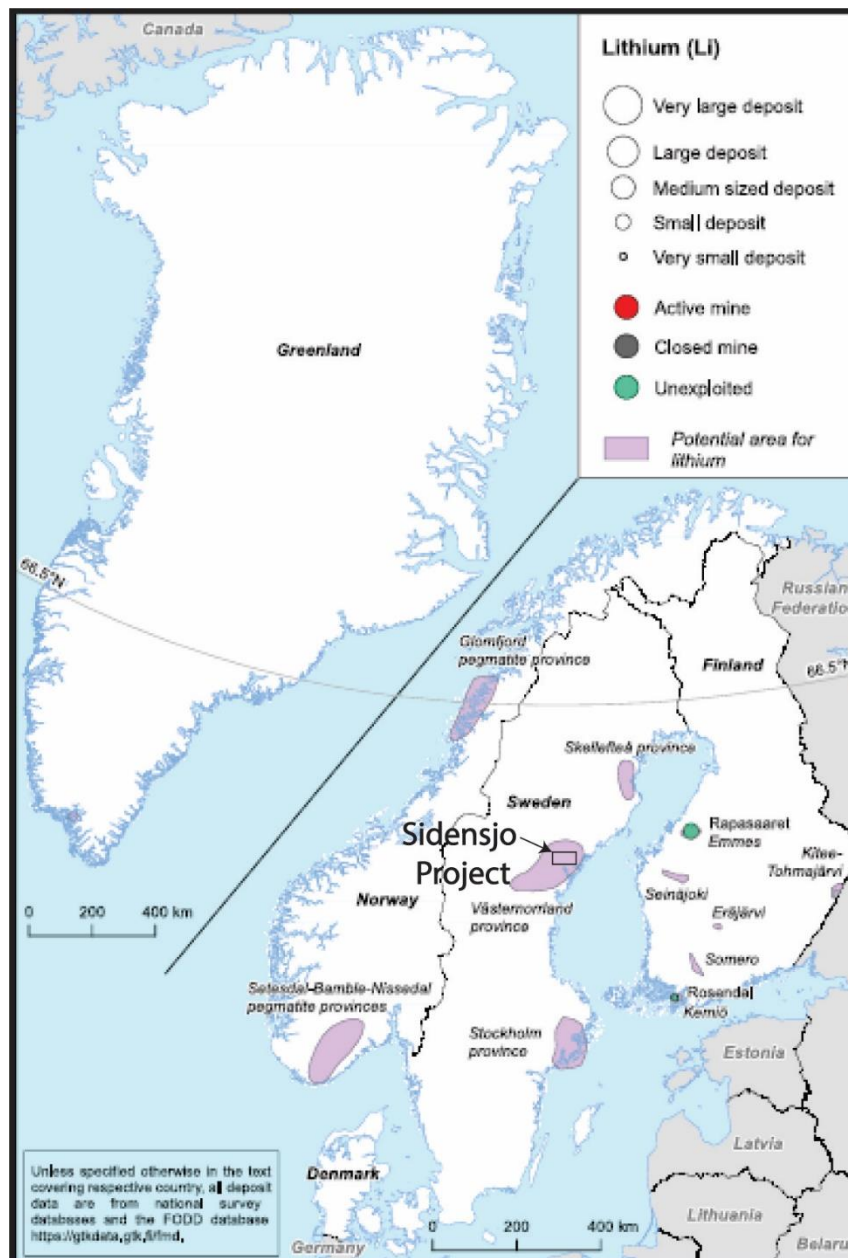 Canada
Lithium (Li)
Very large deposit
Large deposit
Medium sized deposit
Small deposit
Very small deposit
Active mine
Closed mine
Unexploited
Potential area for
lithium
Greenland
66.5°N
Russian
Federation
Glomfjord
pegmatite province
Finland
66.5°N
Skellefteå province
Sweden
Sidensjo
Project
Rapasaaret
Emmes
Kitee-
Tohmajärvi
Seinäjoki
Norway
Västernorrland
province
Eräjärvi
0 200 400 km
Somero
Setesdal-Bamble-Nissedal
pegmatite provinces
Rosendal
Kemiö
Stockholm
province
Estonia
Latvia
Unless specified otherwise in the text
covering respective country, all deposit
data are from national survey
databases and the FODD database
https://gtkdata.gtk.fi/fmd.
Denmark
Lithuania
0 200 400 km
Germany
Belaru